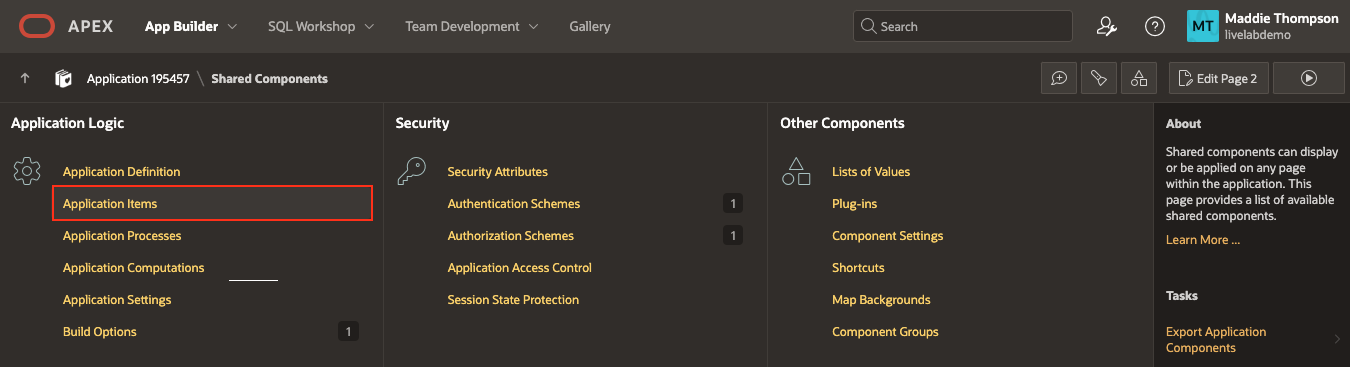 APEX
App Builder
SQL Workshop
Team Development
Gallery
Search
MT
Maddie Thompson
livelabdemo
Application 195457 \ Shared Components
Edit Page 2
Application Logic
Application Definition
Application Items
Application Processes
Application Computations
Application Settings
Build Options 1
Security
Security Attributes
Authentication Schemes 1
Authorization Schemes 1
Application Access Control
Session State Protection
Other Components
Lists of Values
Plug-ins
Component Settings
Shortcuts
Map Backgrounds
Component Groups
About
Shared components can display
or be applied on any page
within the application. This
page provides a list of available
shared components.
Learn More ...
Tasks
Export Application
Components